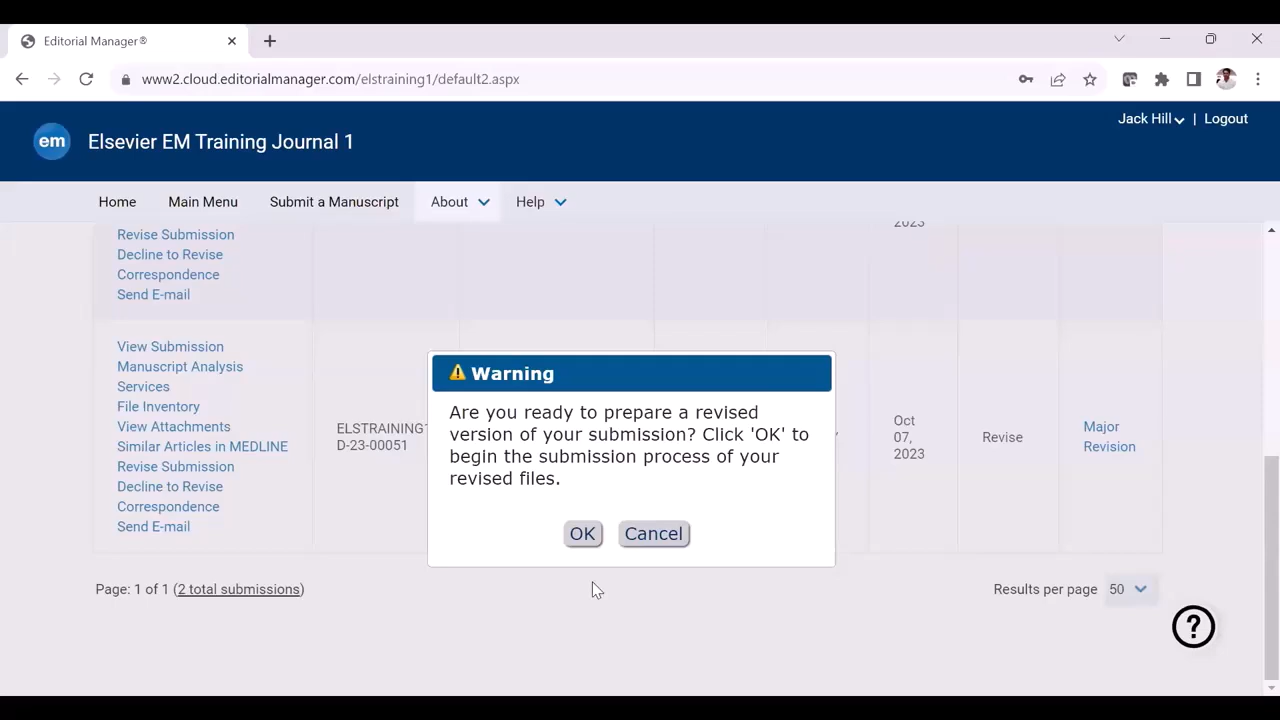 Editorial Manager®
www2.cloud.editorialmanager.com/elstraining1/default2.aspx
Jack Hill | Logout
em Elsevier EM Training Journal 1
Home Main Menu Submit a Manuscript About Help
2023
Revise Submission
Decline to Revise
Correspondence
Send E-mail
View Submission
Manuscript Analysis
Services
File Inventory
View Attachments
Similar Articles in MEDLINE
Revise Submission
Decline to Revise
Correspondence
Send E-mail
ELSTRAINING
D-23-00051
Warning
Are you ready to prepare a revised
version of your submission? Click 'OK' to
begin the submission process of your
revised files.
OK Cancel
Oct
07,
2023
Revise
Major
Revision
Page: 1 of 1 (2 total submissions)
Results per page 50
?